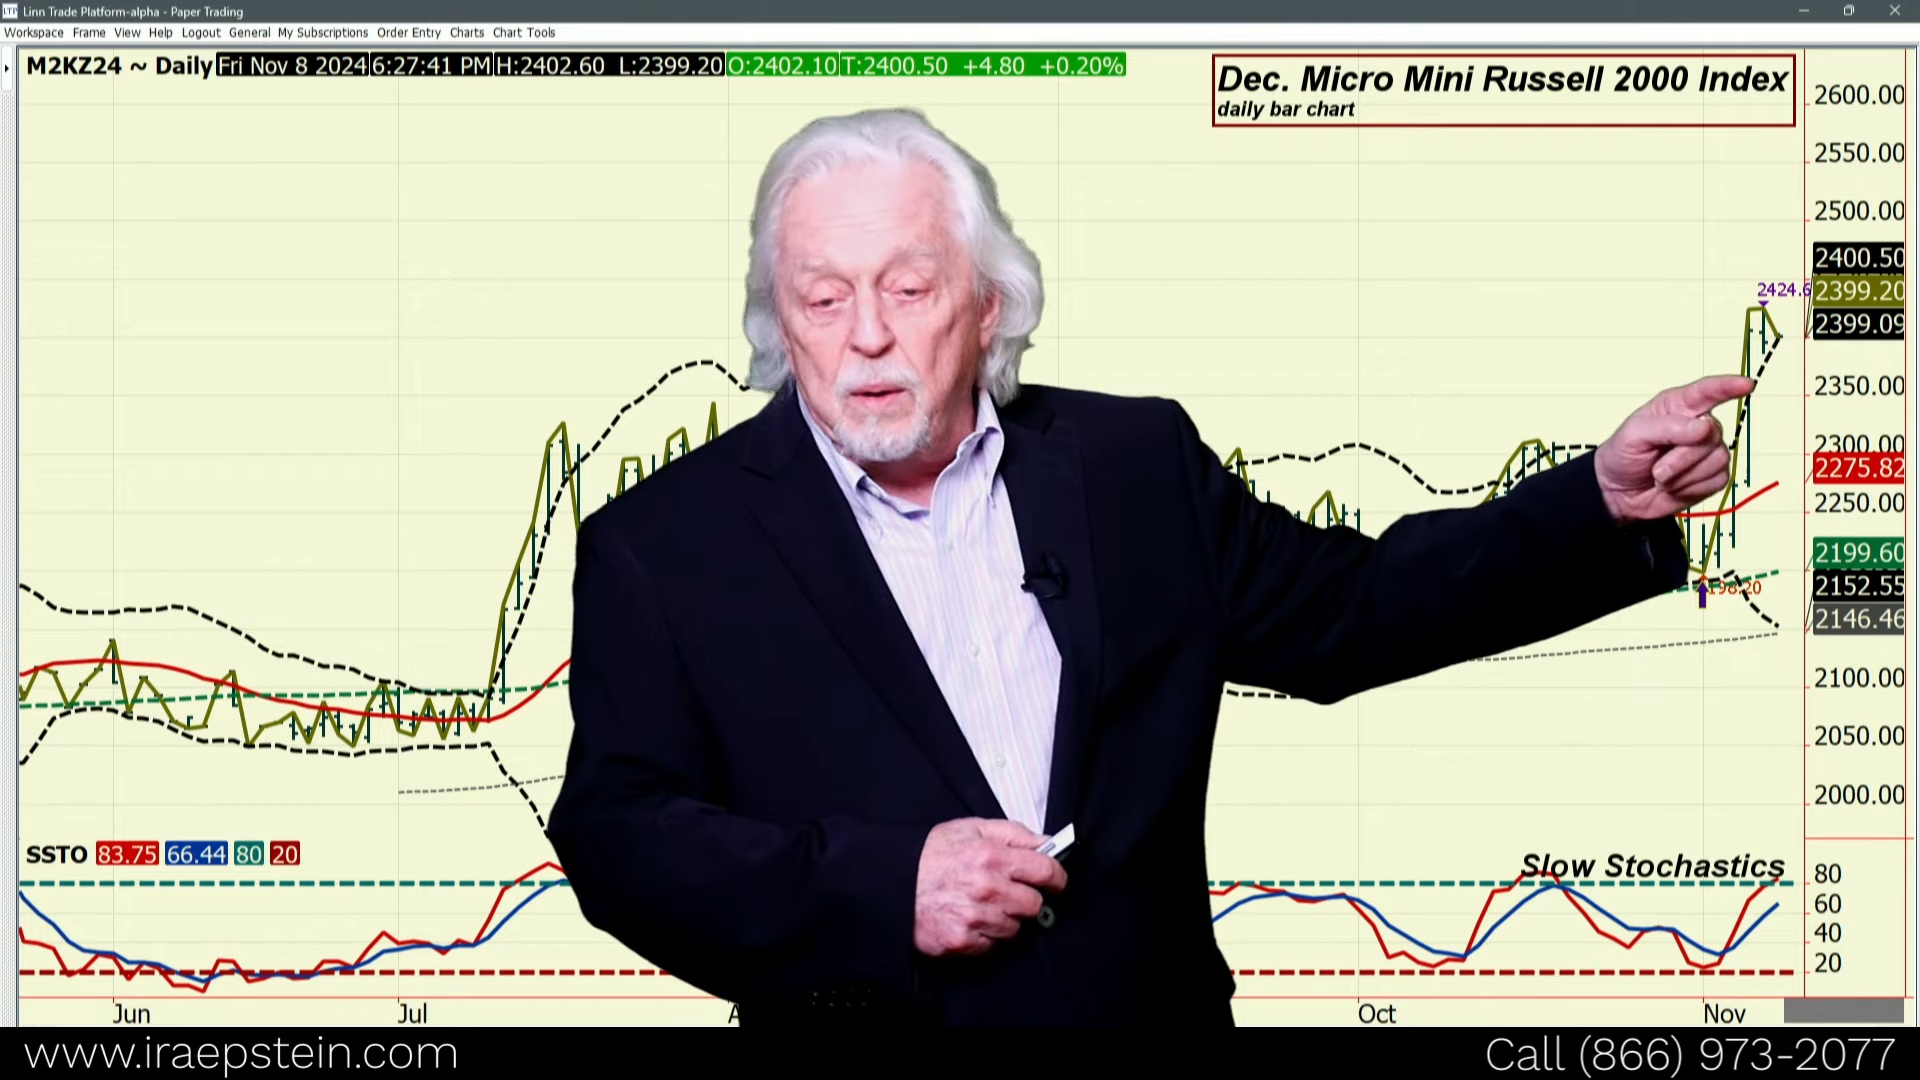 Linn Trade Platform-alpha - Paper Trading
Workspace Frame View Help Logout General My Subscriptions Order Entry Charts Chart Tools
M2KZ24 ~ Daily Fri Nov 8 2024 6:27:41 PM H:2402.60 L:2399.20 O:2402.10 T:2400.50 +4.80 +0.20%
Dec. Micro Mini Russell 2000 Index
daily bar chart
2600.00
2550.00
2500.00
2400.50
2424.6
2399.20
2399.09
2350.00
2300.00
2275.82
2250.00
2199.60
2152.55
198.20
2146.46
2100.00
2050.00
2000.00
SSTO 83.75 66.44 80 20
Slow Stochastics
80
60
40
20
Jun Jul A Oct Nov
www.iraepstein.com
Call (866) 973-2077